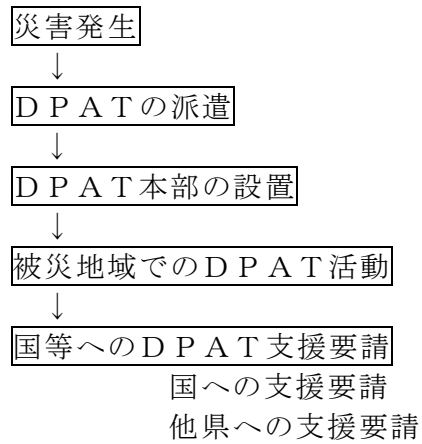 災害発生
↓
ＤＰＡＴの派遣
↓
ＤＰＡＴ本部の設置
↓
被災地域でのＤＰＡＴ活動
↓
国等へのＤＰＡＴ支援要請
国への支援要請
他県への支援要請